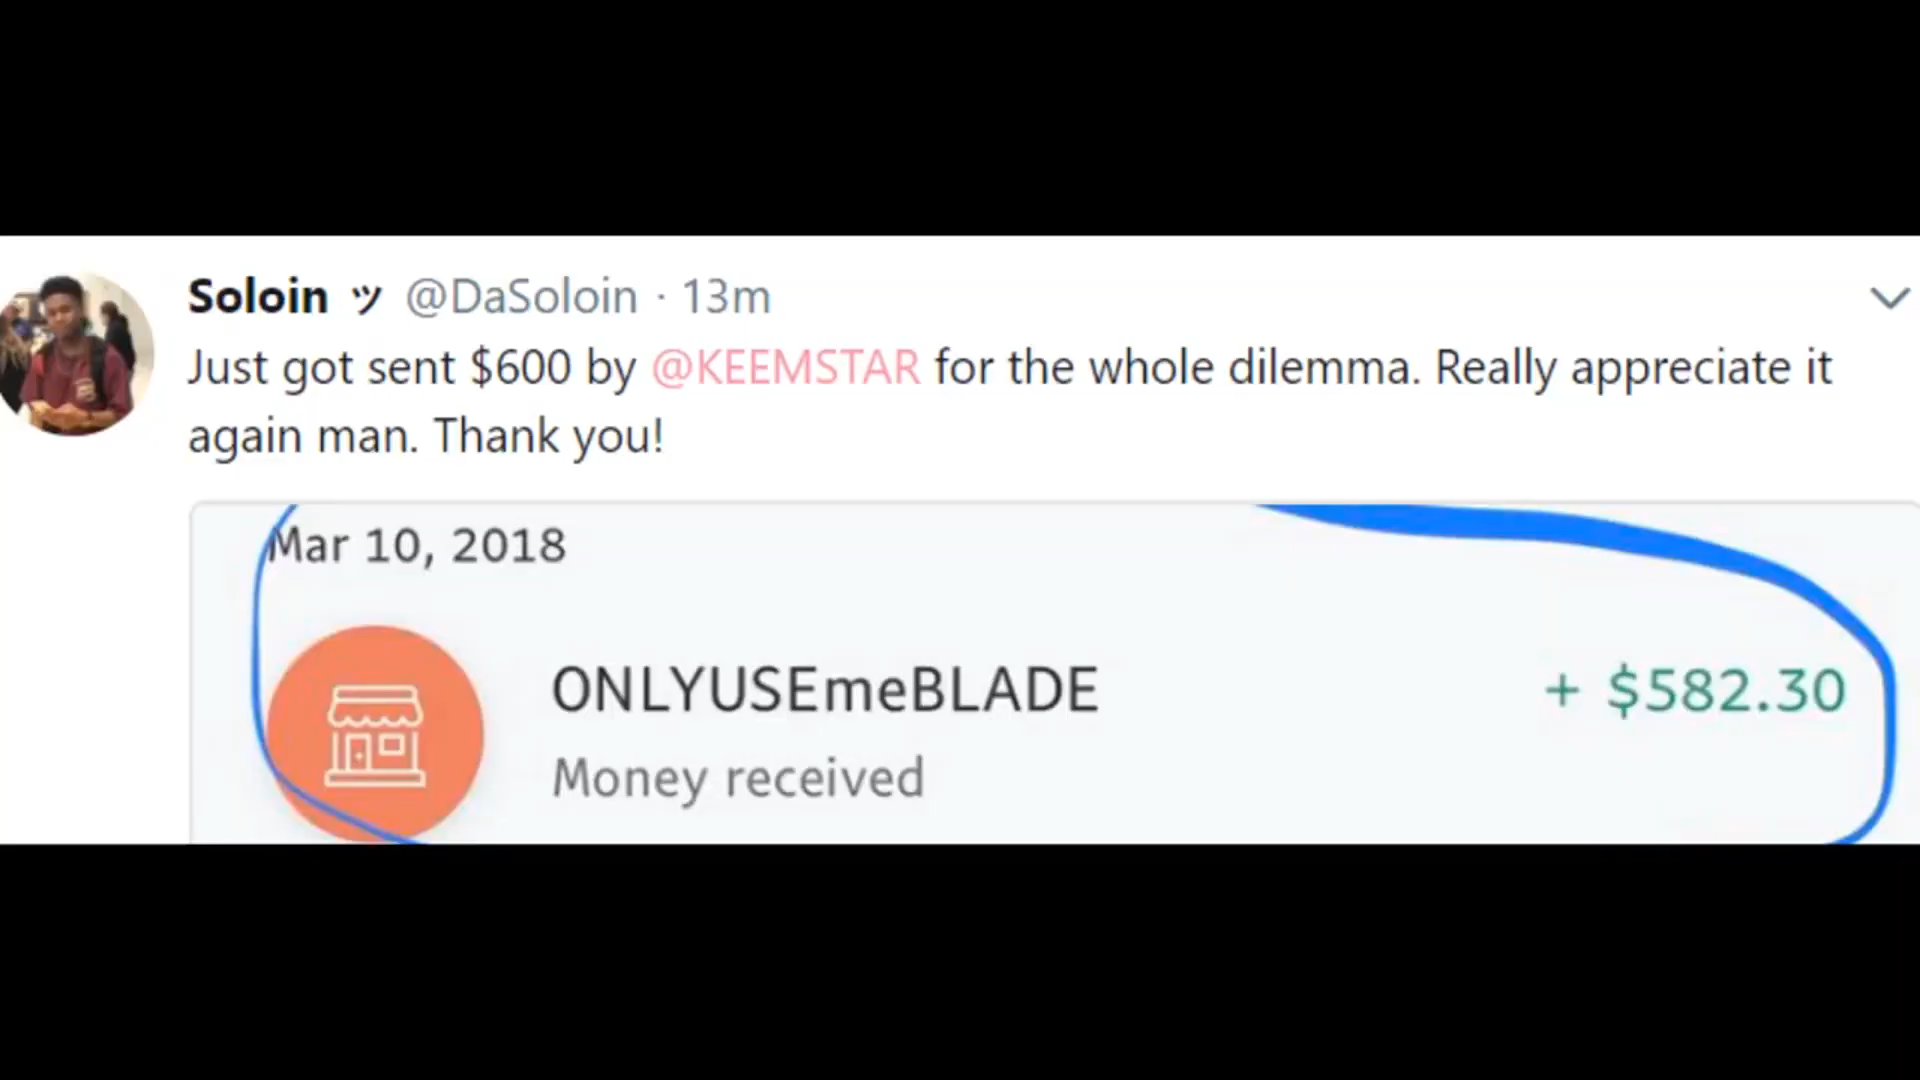 Soloin ツ @DaSoloin · 13m
Just got sent $600 by @KEEMSTAR for the whole dilemma. Really appreciate it
again man. Thank you!
Mar 10, 2018
ONLYUSEmeBLADE + $582.30
Money received